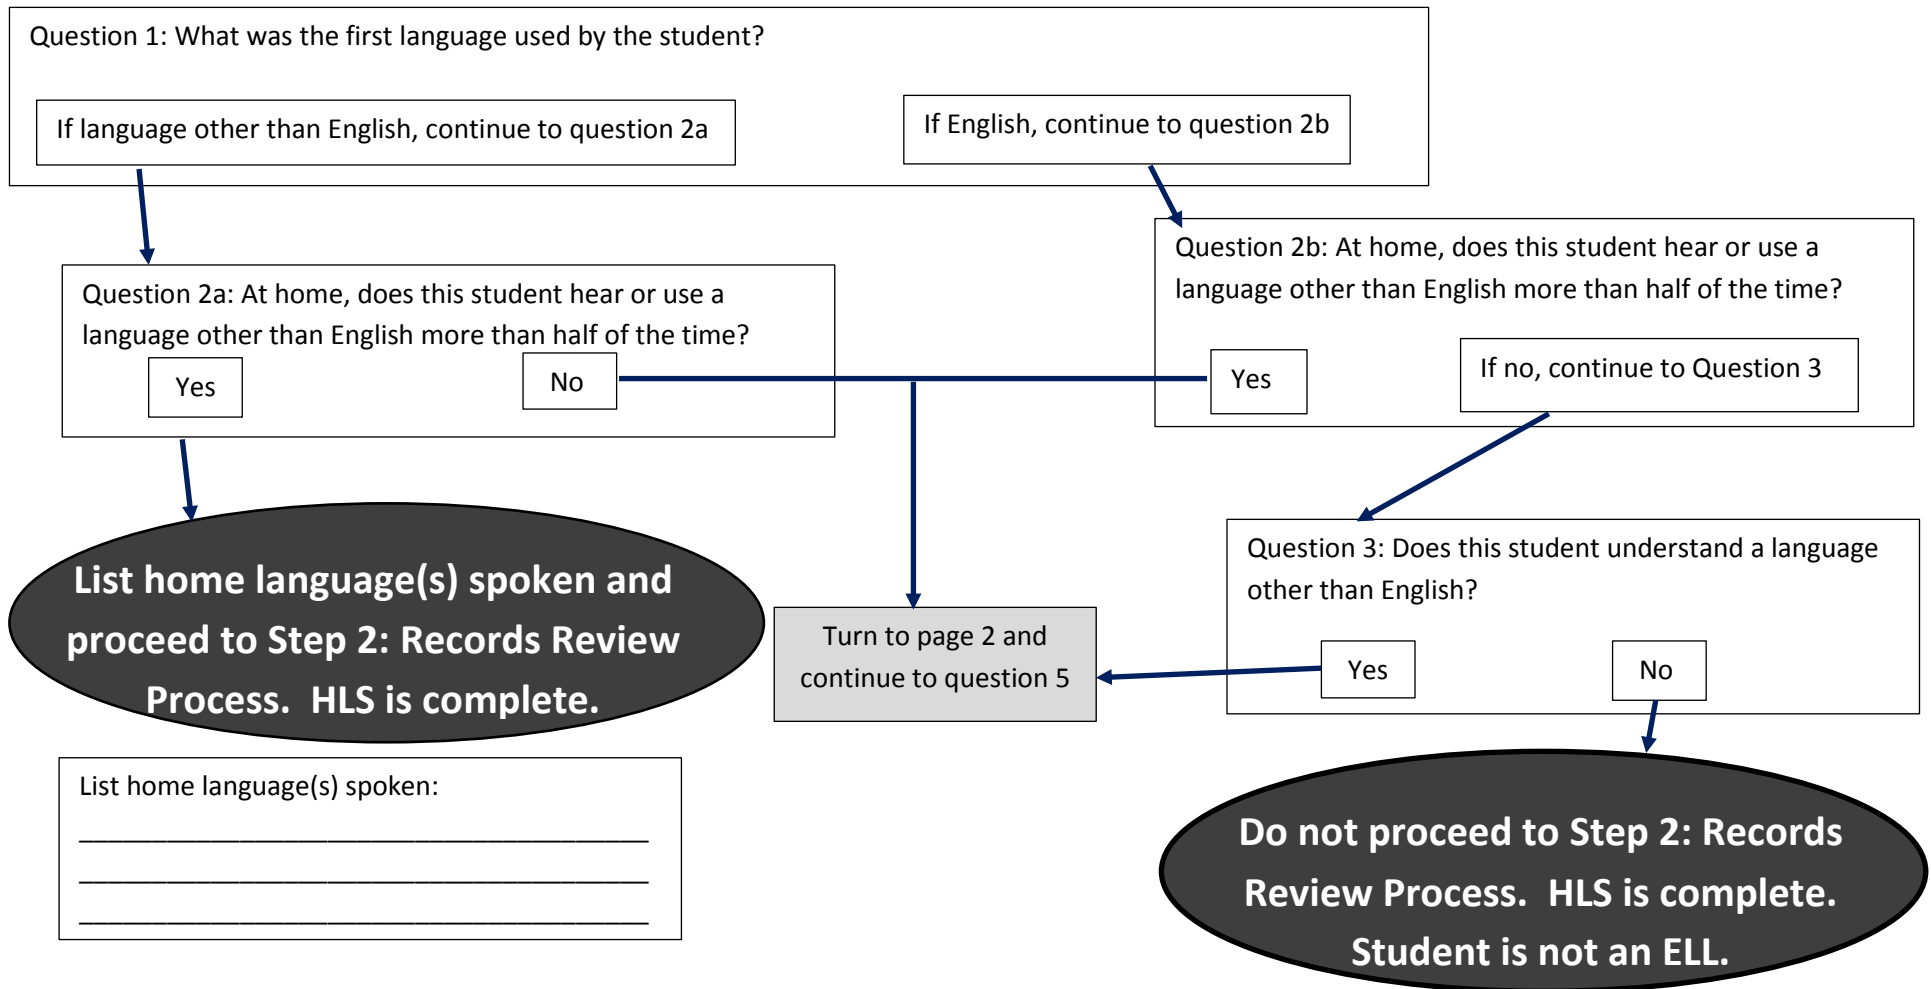 Question 1: What was the first language used by the student?
If language other than English, continue to question 2a
If English, continue to question 2b
Question 2a: At home, does this student hear or use a
language other than English more than half of the time?
Yes
No
Question 2b: At home, does this student hear or use a
language other than English more than half of the time?
Yes
If no, continue to Question 3
List home language(s) spoken and
proceed to Step 2: Records Review
Process. HLS is complete.
Turn to page 2 and
continue to question 5
Question 3: Does this student understand a language
other than English?
Yes
No
List home language(s) spoken:
Do not proceed to Step 2: Records
Review Process. HLS is complete.
Student is not an ELL.